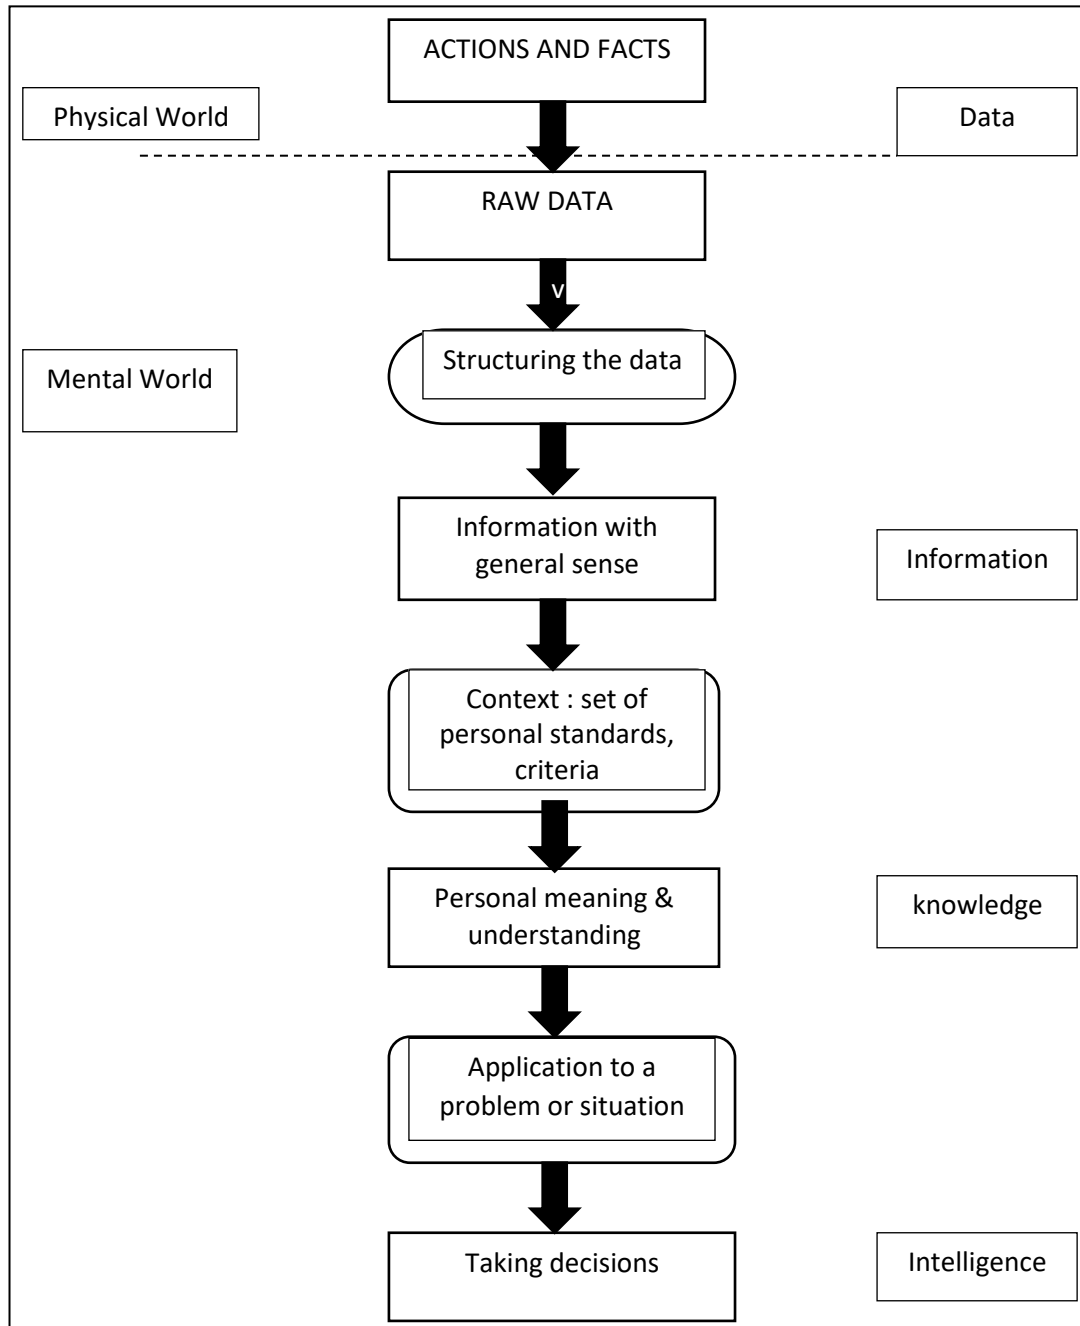 ACTIONS AND FACTS
Physical World
Data
RAW DATA
v
Structuring the data
Mental World
Information with
general sense
Information
Context : set of
personal standards,
criteria
Personal meaning &
understanding
knowledge
Application to a
problem or situation
Taking decisions
Intelligence